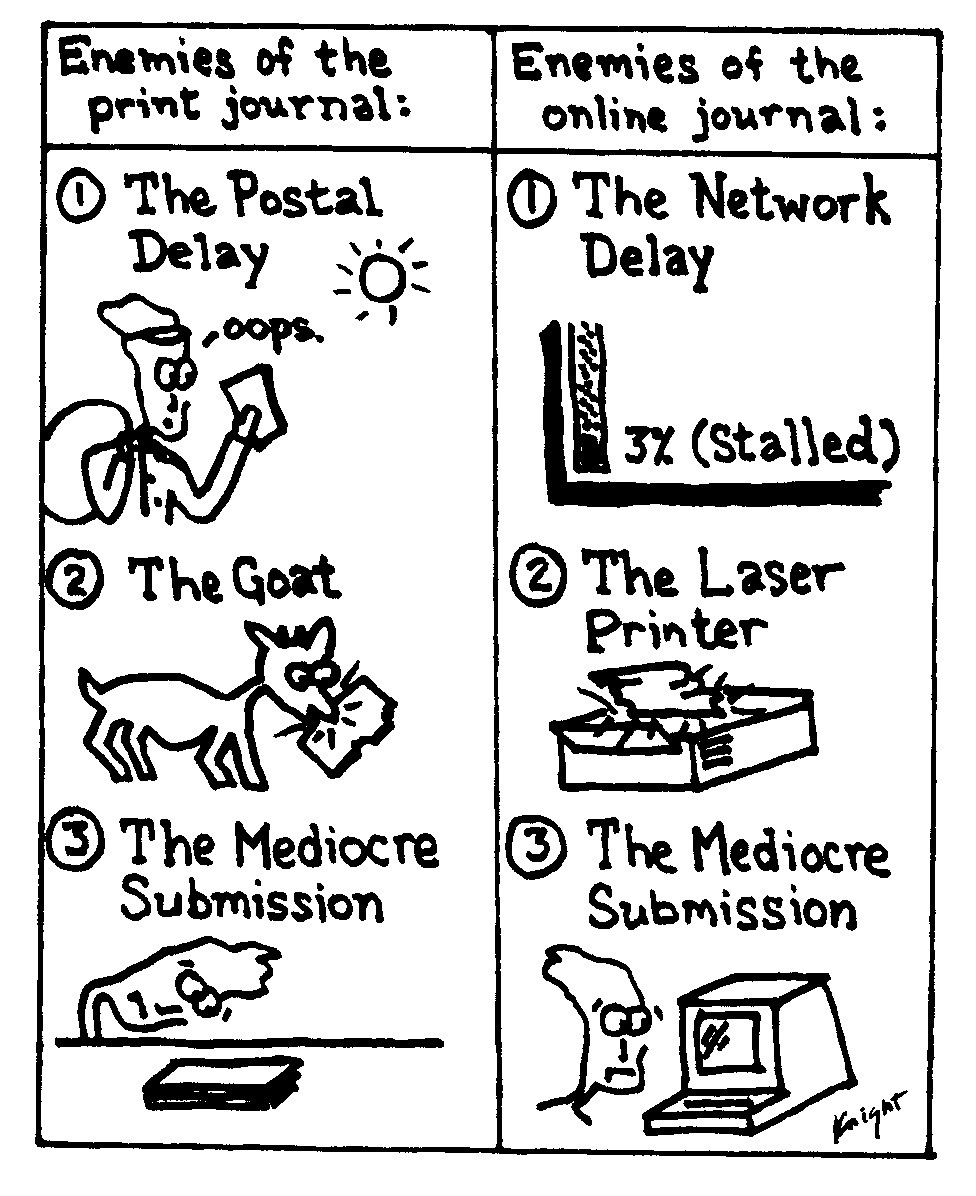 Enemies of the
print journal:
① The Postal
Delay
oops.
② The Goat
③ The Mediocre
Submission
Enemies of the
online journal:
① The Network
Delay
3% (Stalled)
② The Laser
Printer
③ The Mediocre
Submission
Knight